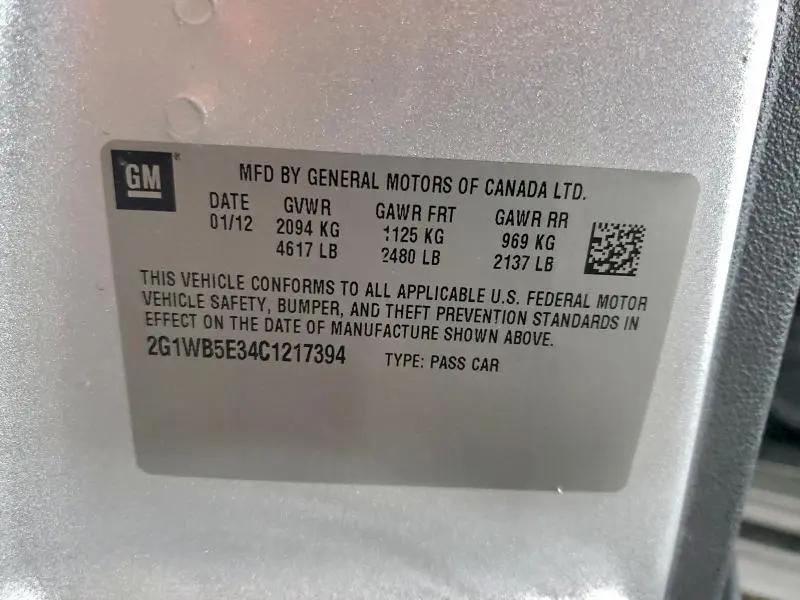 GM
MFD BY GENERAL MOTORS OF CANADA LTD.
DATE GVWR GAWR FRT GAWR RR
01/12 2094 KG 1125 KG 969 KG
4617 LB 2480 LB 2137 LB
THIS VEHICLE CONFORMS TO ALL APPLICABLE U.S. FEDERAL MOTOR
VEHICLE SAFETY, BUMPER, AND THEFT PREVENTION STANDARDS IN
EFFECT ON THE DATE OF MANUFACTURE SHOWN ABOVE.
2G1WB5E34C1217394 TYPE: PASS CAR